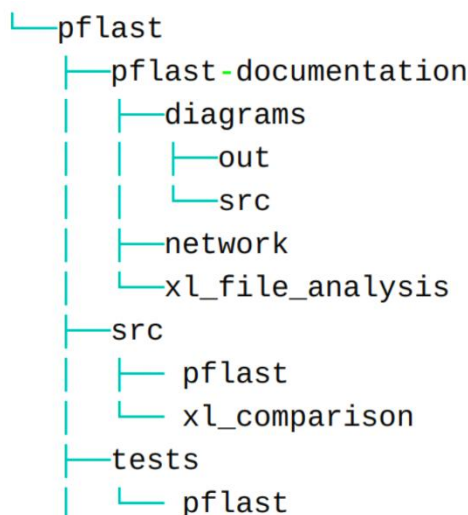 └──pflast
    ├──pflast-documentation
    │   ├──diagrams
    │   │   ├──out
    │   │   └──src
    │   ├──network
    │   └──xl_file_analysis
    ├──src
    │   ├── pflast
    │   └── xl_comparison
    ├──tests
    │   └── pflast